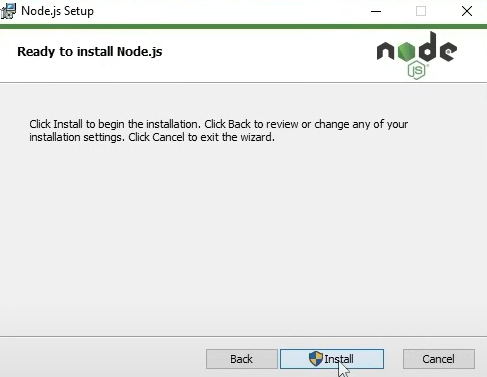 Node.js Setup
Ready to install Node.js
node
JS
Click Install to begin the installation. Click Back to review or change any of your
installation settings. Click Cancel to exit the wizard.
Back
Install
Cancel